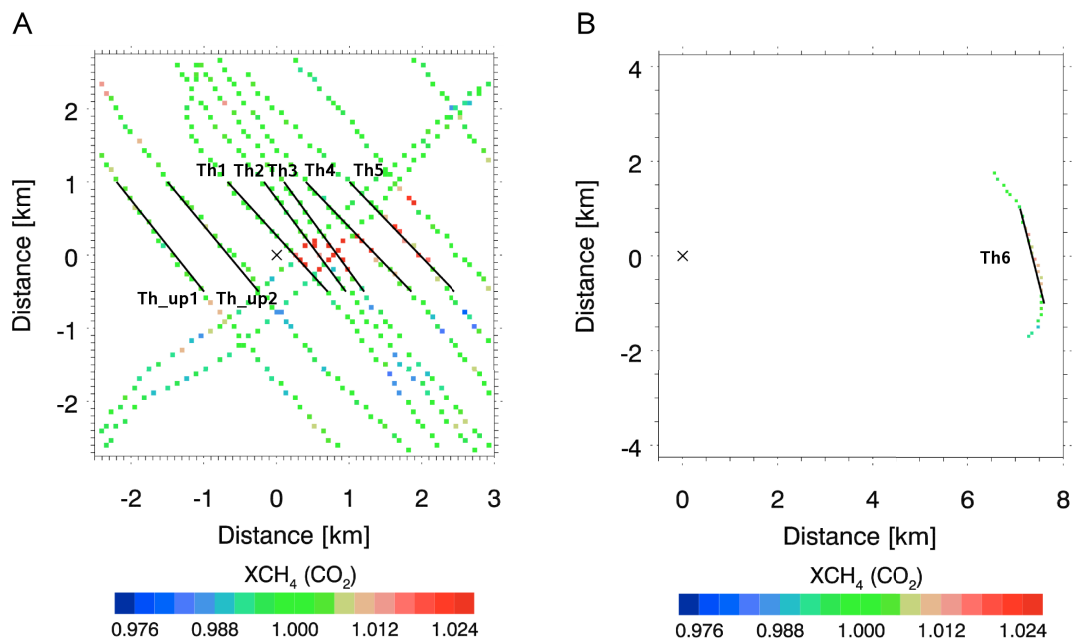 A
2
1
0
-1
-2
Distance [km]
Th1 Th2 Th3 Th4 Th5
Th_up1 Th_up2
-2 -1 0 1 2 3
Distance [km]
XCH₄ (CO₂)
0.976 0.988 1.000 1.012 1.024
B
4
2
0
-2
-4
Distance [km]
Th6
0 2 4 6 8
Distance [km]
XCH₄ (CO₂)
0.976 0.988 1.000 1.012 1.024